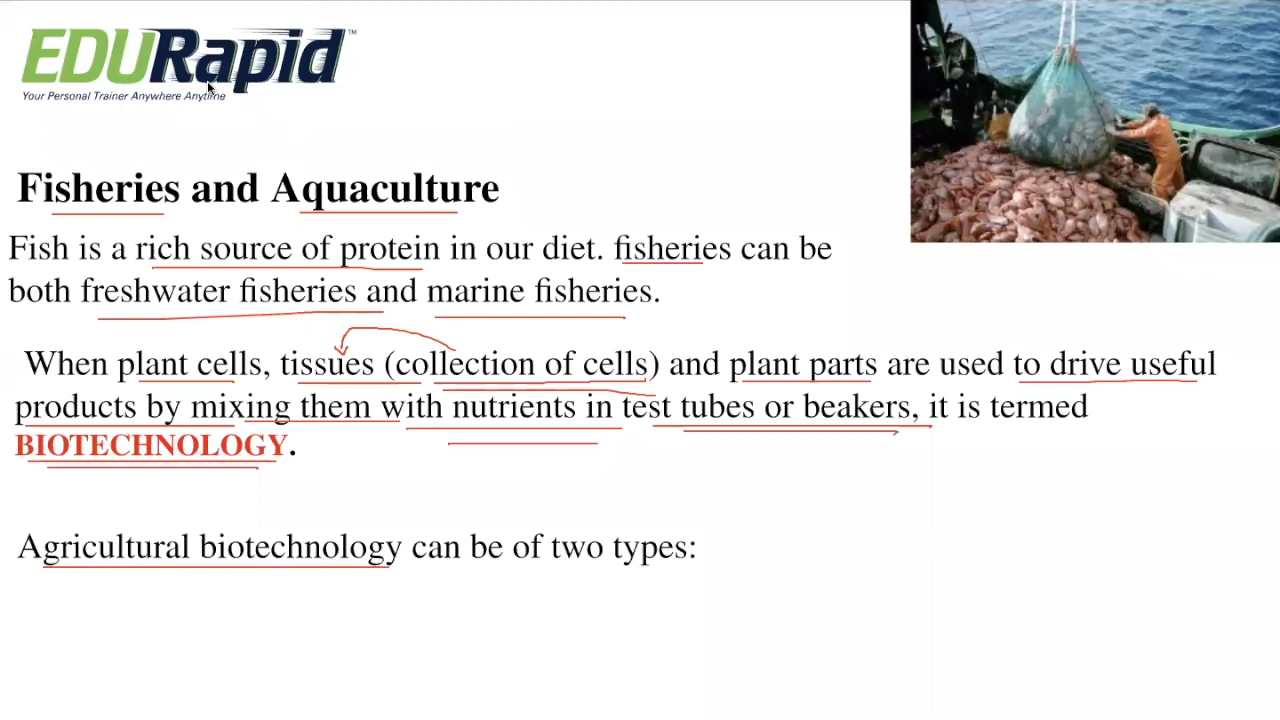 EDURapid™
Your Personal Trainer Anywhere Anytime
Fisheries and Aquaculture
Fish is a rich source of protein in our diet. fisheries can be
both freshwater fisheries and marine fisheries.
When plant cells, tissues (collection of cells) and plant parts are used to drive useful
products by mixing them with nutrients in test tubes or beakers, it is termed
BIOTECHNOLOGY.
Agricultural biotechnology can be of two types: